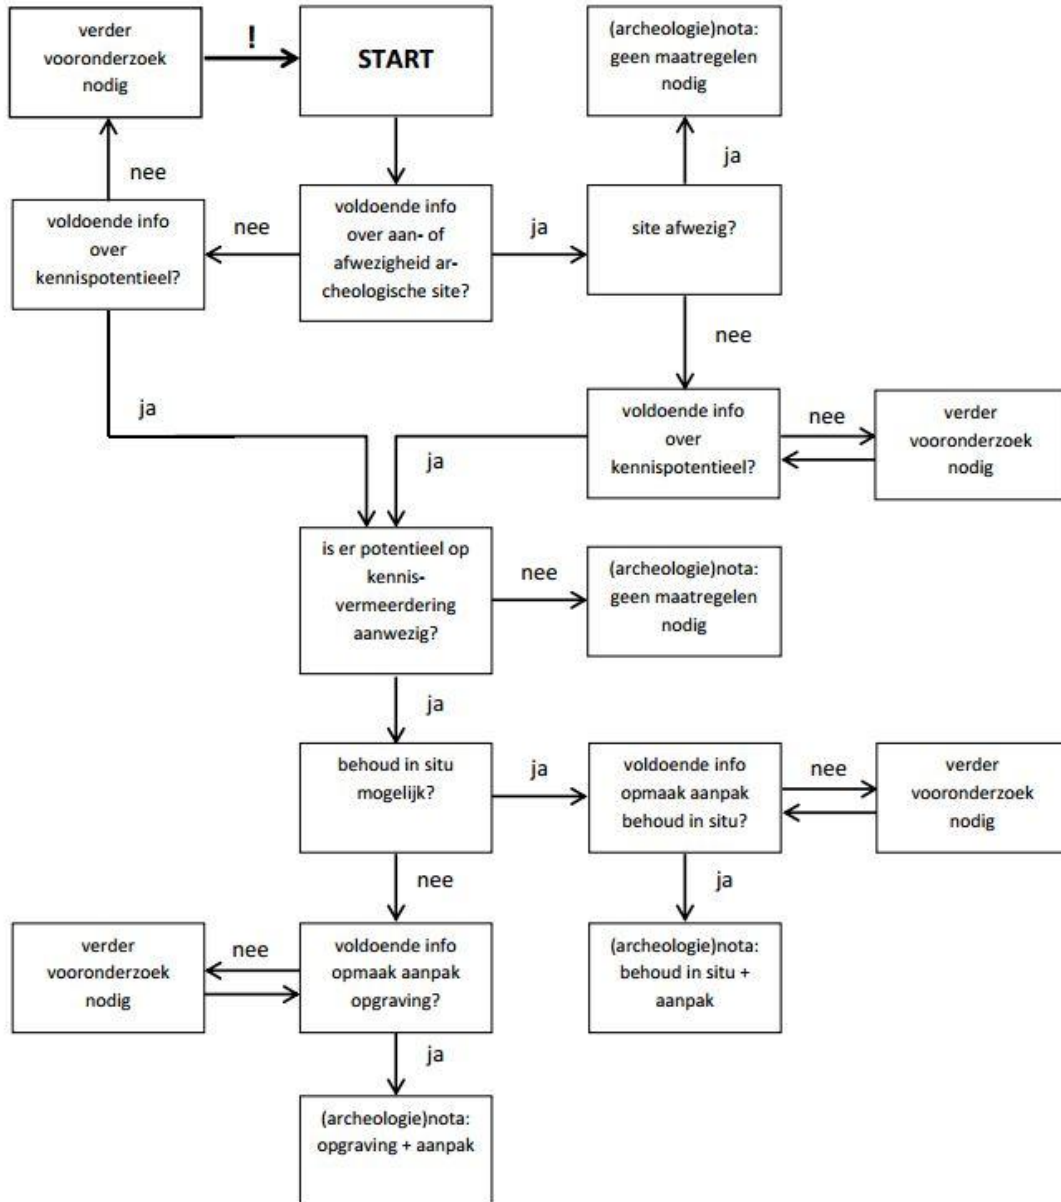 verder
vooronderzoek
nodig
!
START
(archeologie)nota:
geen maatregelen
nodig
nee
ja
voldoende info
over
kennispotentieel?
nee
voldoende info
over aan- of
afwezigheid ar-
cheologische site?
ja
site afwezig?
nee
ja
voldoende info
over
kennispotentieel?
nee
verder
vooronderzoek
nodig
ja
is er potentieel op
kennis-
vermeerdering
aanwezig?
nee
(archeologie)nota:
geen maatregelen
nodig
ja
behoud in situ
mogelijk?
ja
voldoende info
opmaak aanpak
behoud in situ?
nee
verder
vooronderzoek
nodig
nee
ja
verder
vooronderzoek
nodig
nee
voldoende info
opmaak aanpak
opgraving?
(archeologie)nota:
behoud in situ +
aanpak
ja
(archeologie)nota:
opgraving + aanpak